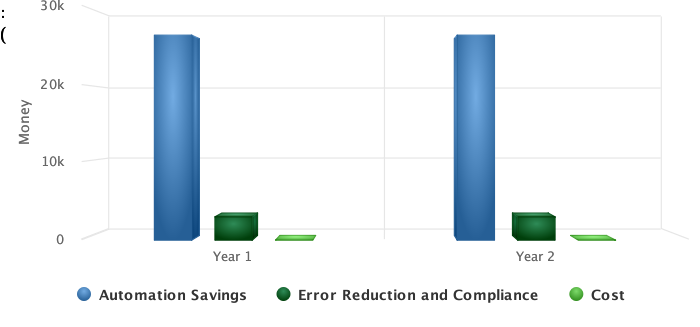 :
(
30k
20k
10k
0
Money
Year 1 Year 2
Automation Savings Error Reduction and Compliance Cost